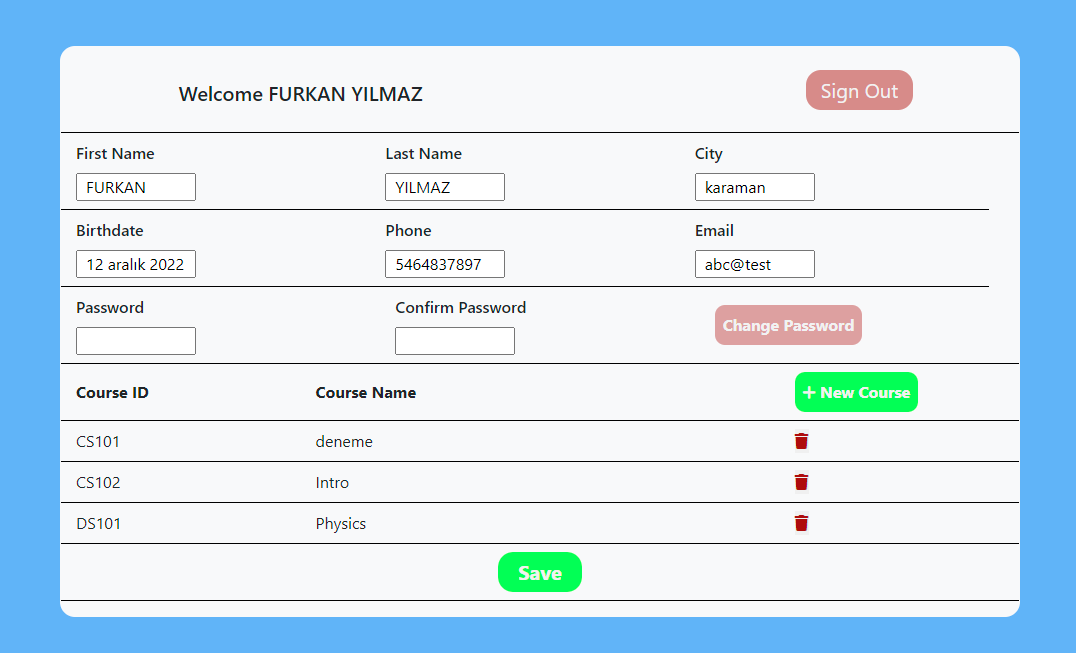 Welcome FURKAN YILMAZ
Sign Out
First Name Last Name City
FURKAN YILMAZ karaman
Birthdate Phone Email
12 aralık 2022 5464837897 abc@test
Password Confirm Password
Change Password
Course ID Course Name + New Course
CS101 deneme
CS102 Intro
DS101 Physics
Save